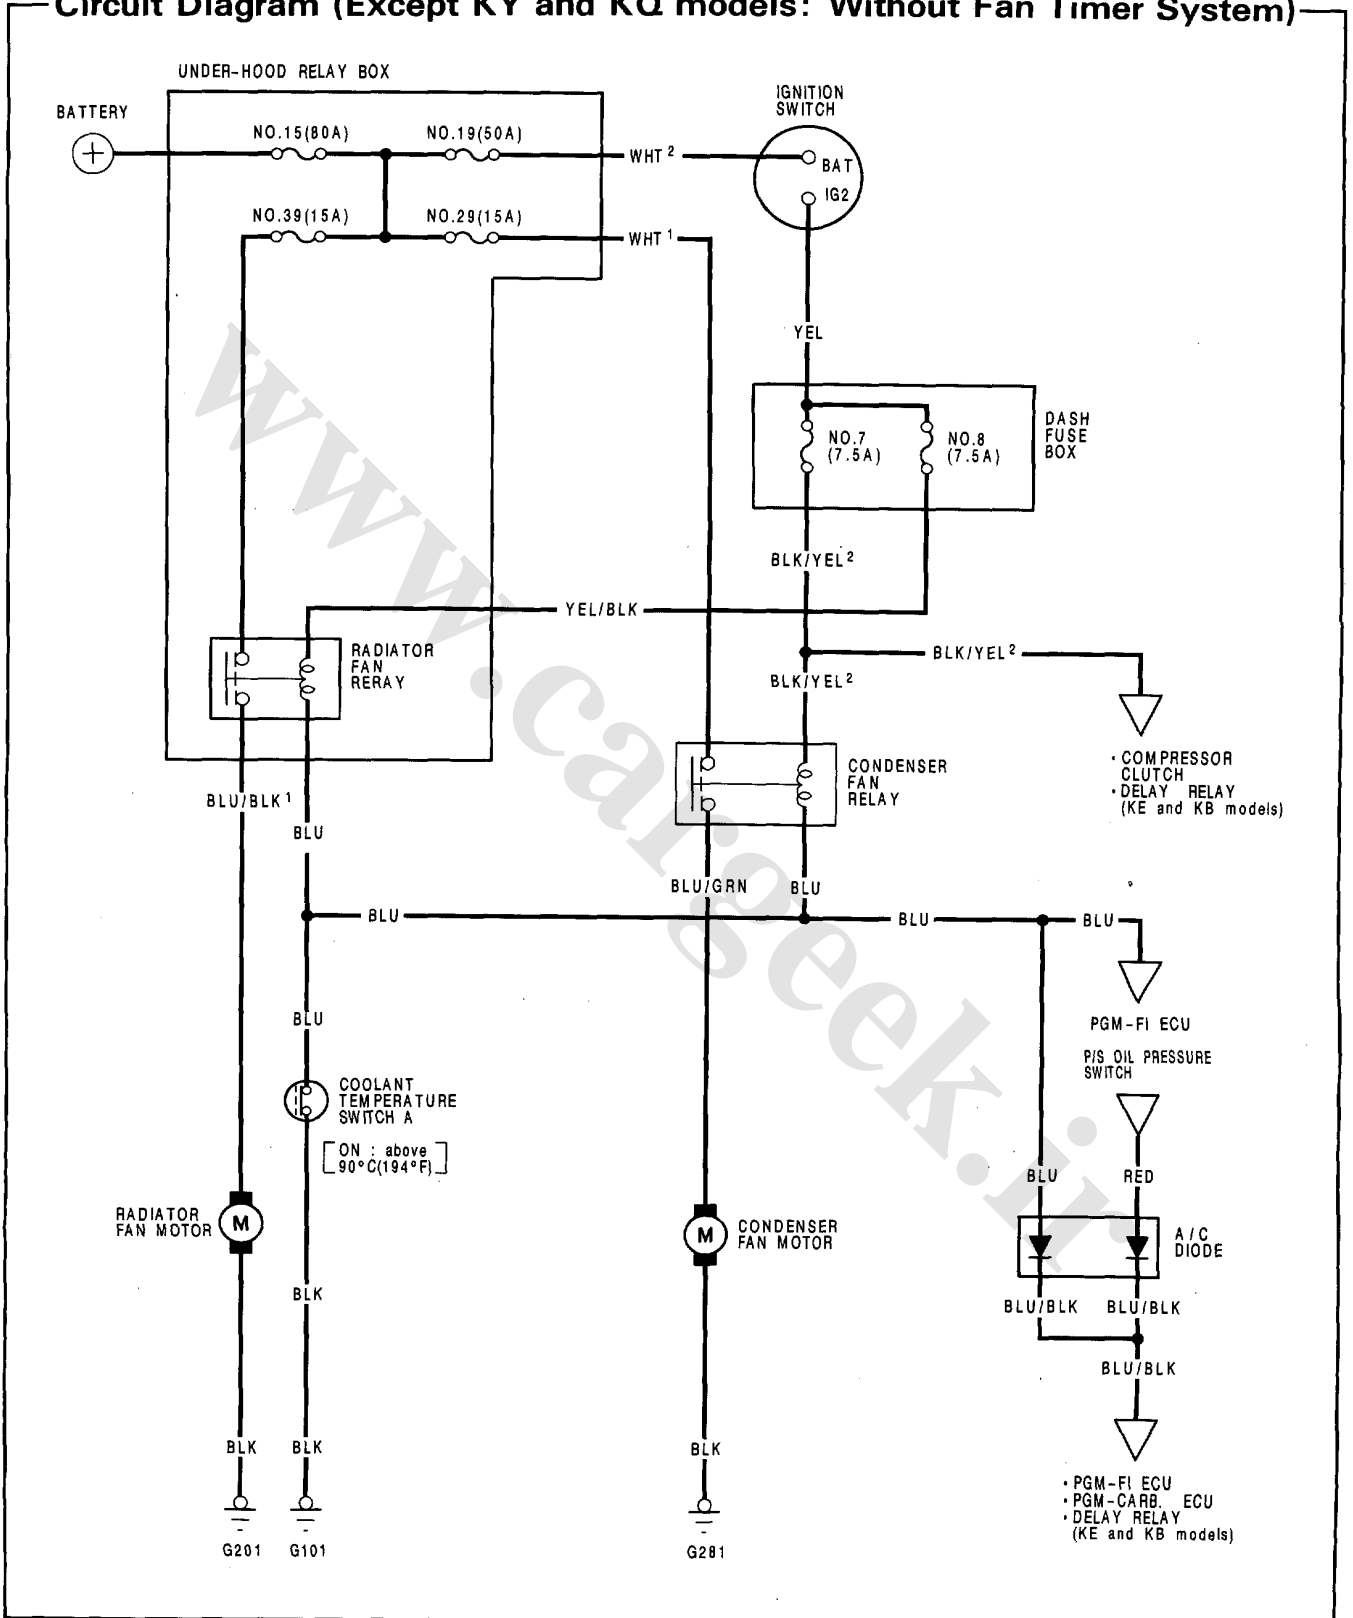 Circuit Diagram (Except KY and KQ models: Without Fan Timer System)
UNDER-HOOD RELAY BOX
BATTERY
NO.15(80A)
NO.19(50A)
WHT 2
IGNITION
SWITCH
BAT
IG2
NO.39(15A)
NO.29(15A)
WHT 1
YEL
NO.7
(7.5A)
NO.8
(7.5A)
DASH
FUSE
BOX
BLK/YEL 2
YEL/BLK
BLK/YEL 2
BLK/YEL 2
RADIATOR
FAN
RERAY
CONDENSER
FAN
RELAY
• COMPRESSOR
CLUTCH
• DELAY RELAY
(KE and KB models)
BLU/BLK 1
BLU
BLU/GRN
BLU
BLU
BLU
BLU
PGM-FI ECU
BLU
P/S OIL PRESSURE
SWITCH
COOLANT
TEMPERATURE
SWITCH A
[ON : above
90°C(194°F)]
BLU
RED
RADIATOR
FAN MOTOR
M
M
CONDENSER
FAN MOTOR
A/C
DIODE
BLK
BLU/BLK
BLU/BLK
BLU/BLK
BLK
BLK
BLK
• PGM-FI ECU
• PGM-CARB. ECU
• DELAY RELAY
(KE and KB models)
G201
G101
G281
www.cargeek.ir